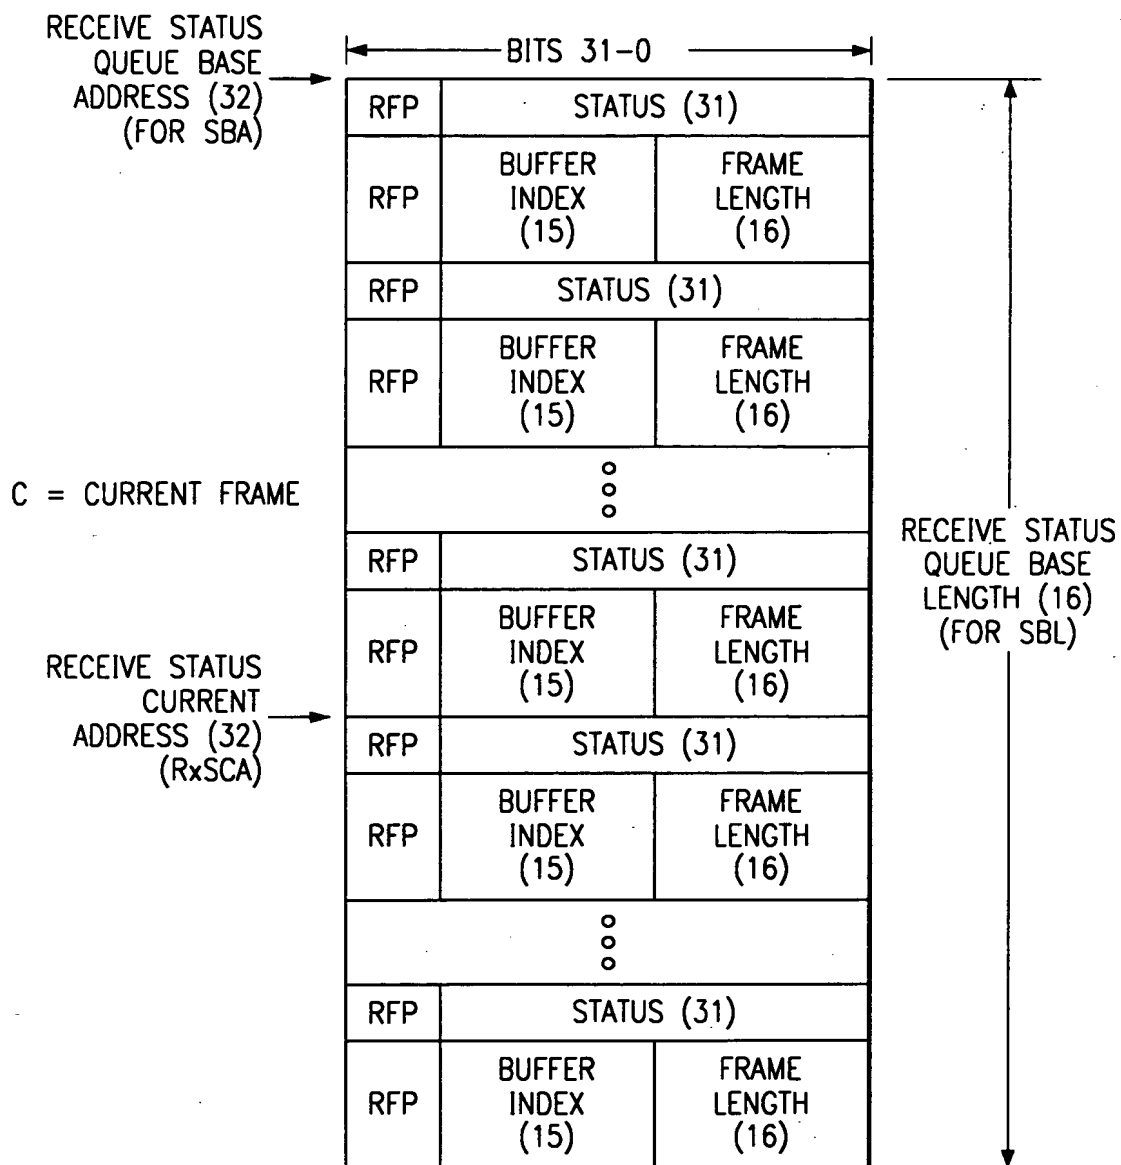 RECEIVE STATUS
QUEUE BASE
ADDRESS (32)
(FOR SBA)
BITS 31-0
RFP STATUS (31)
RFP BUFFER INDEX (15) FRAME LENGTH (16)
RFP STATUS (31)
RFP BUFFER INDEX (15) FRAME LENGTH (16)
C = CURRENT FRAME
RECEIVE STATUS
QUEUE BASE
LENGTH (16)
(FOR SBL)
RFP STATUS (31)
RFP BUFFER INDEX (15) FRAME LENGTH (16)
RECEIVE STATUS
CURRENT
ADDRESS (32)
(RxSCA)
RFP STATUS (31)
RFP BUFFER INDEX (15) FRAME LENGTH (16)
RFP STATUS (31)
RFP BUFFER INDEX (15) FRAME LENGTH (16)